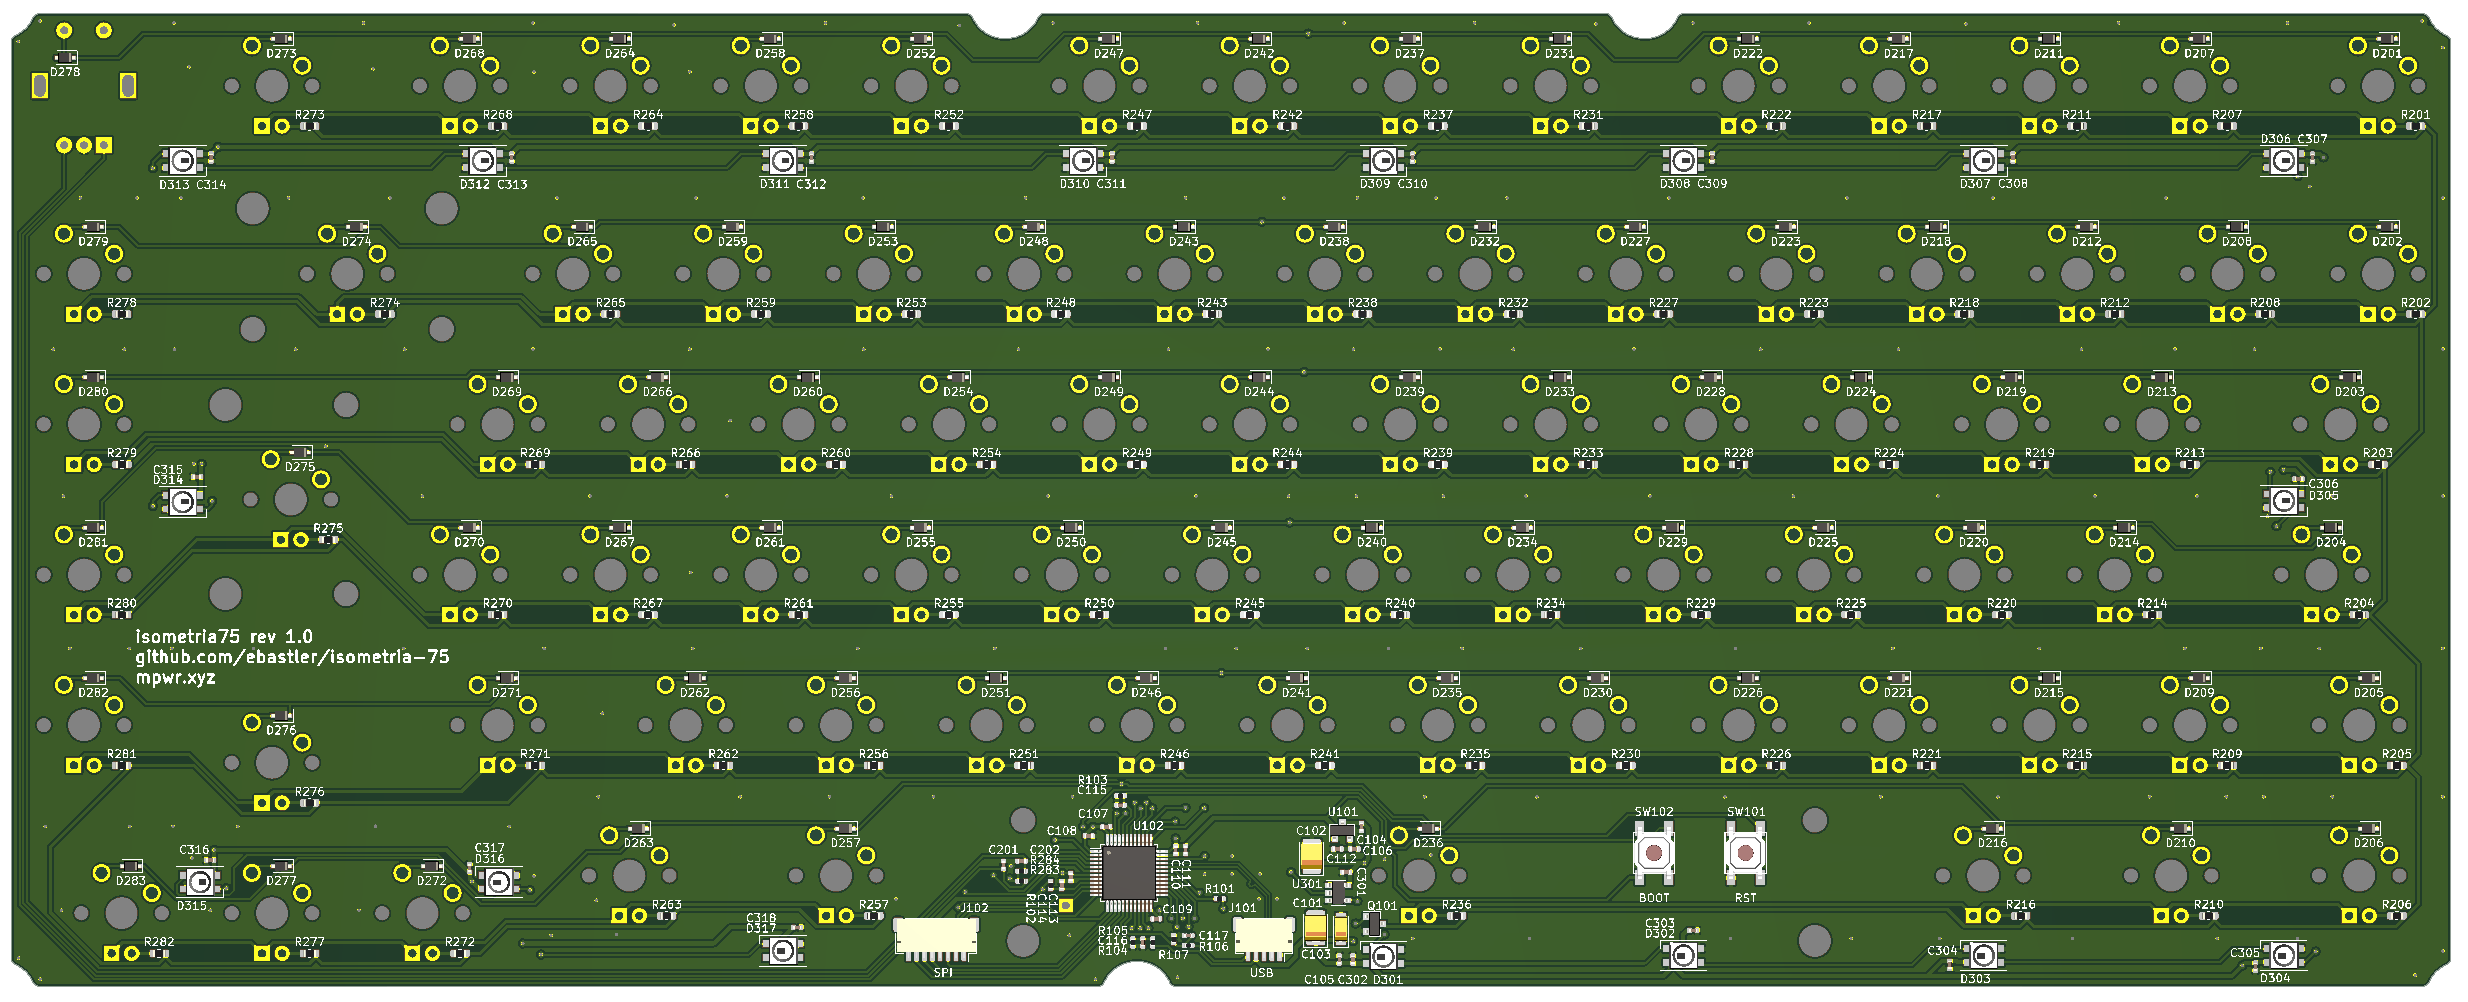 D278 D273 D268 D264 D258 D252 D247 D242 D237 D231 D222 D217 D211 D207 D201
R273 R268 R264 R258 R252 R247 R242 R237 R231 R222 R217 R211 R207 R201
D306 C307
D313 C314 D312 C313 D311 C312 D310 C311 D309 C310 D308 C309 D307 C308
D279 D274 D265 D259 D253 D248 D243 D238 D232 D227 D223 D218 D212 D208 D202
R278 R274 R265 R259 R253 R248 R243 R238 R232 R227 R223 R218 R212 R208 R202
D280 D269 D266 D260 D254 D249 D244 D239 D233 D228 D224 D219 D213 D203
R279 R269 R266 R260 R254 R249 R244 R239 R233 R228 R224 R219 R213 R203
C315 D275
D314
C306
D305
R275
D281 D270 D267 D261 D255 D250 D245 D240 D234 D229 D225 D220 D214 D204
R280 R270 R267 R261 R255 R250 R245 R240 R234 R229 R225 R220 R214 R204
isometria75 rev 1.0
github.com/ebastler/isometria-75
mpwr.xyz
D282 D271 D262 D256 D251 D246 D241 D235 D230 D226 D221 D215 D209 D205
D276
R281 R271 R262 R256 R251 R246 R241 R235 R230 R226 R221 R215 R209 R205
R276
R103
C115
C107 U102 U101 SW102 SW101
C108 C102 C104
C106
C112
D263 D257 D236 D216 D210 D206
C316 C317
D316
C201 C202
R284
R283
C111
C110
C301
D283 D277 D272 U301
D315
R101
BOOT RST
R102
C114
C113
R263 R257 J102 C109 J101 C101 Q101 R236 R216 R210 R206
C318
D317
R105
C116
R104
C117
R106
R107
C103
C303
D302
R282 R277 R272
C304 C305
SPI USB
C105 C302 D301 D303 D304